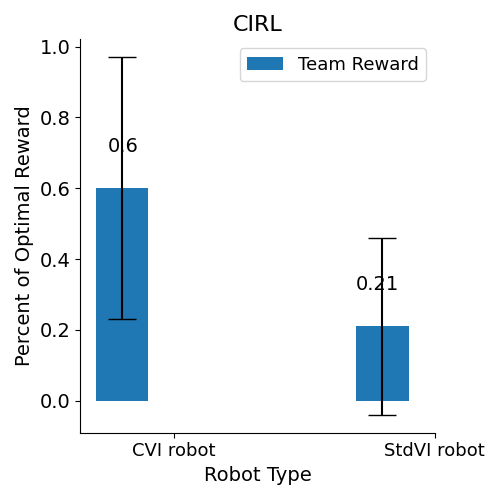 CIRL
Team Reward
Percent of Optimal Reward
1.0
0.8
0.6
0.4
0.2
0.0
0.6
0.21
CVI robot
StdVI robot
Robot Type